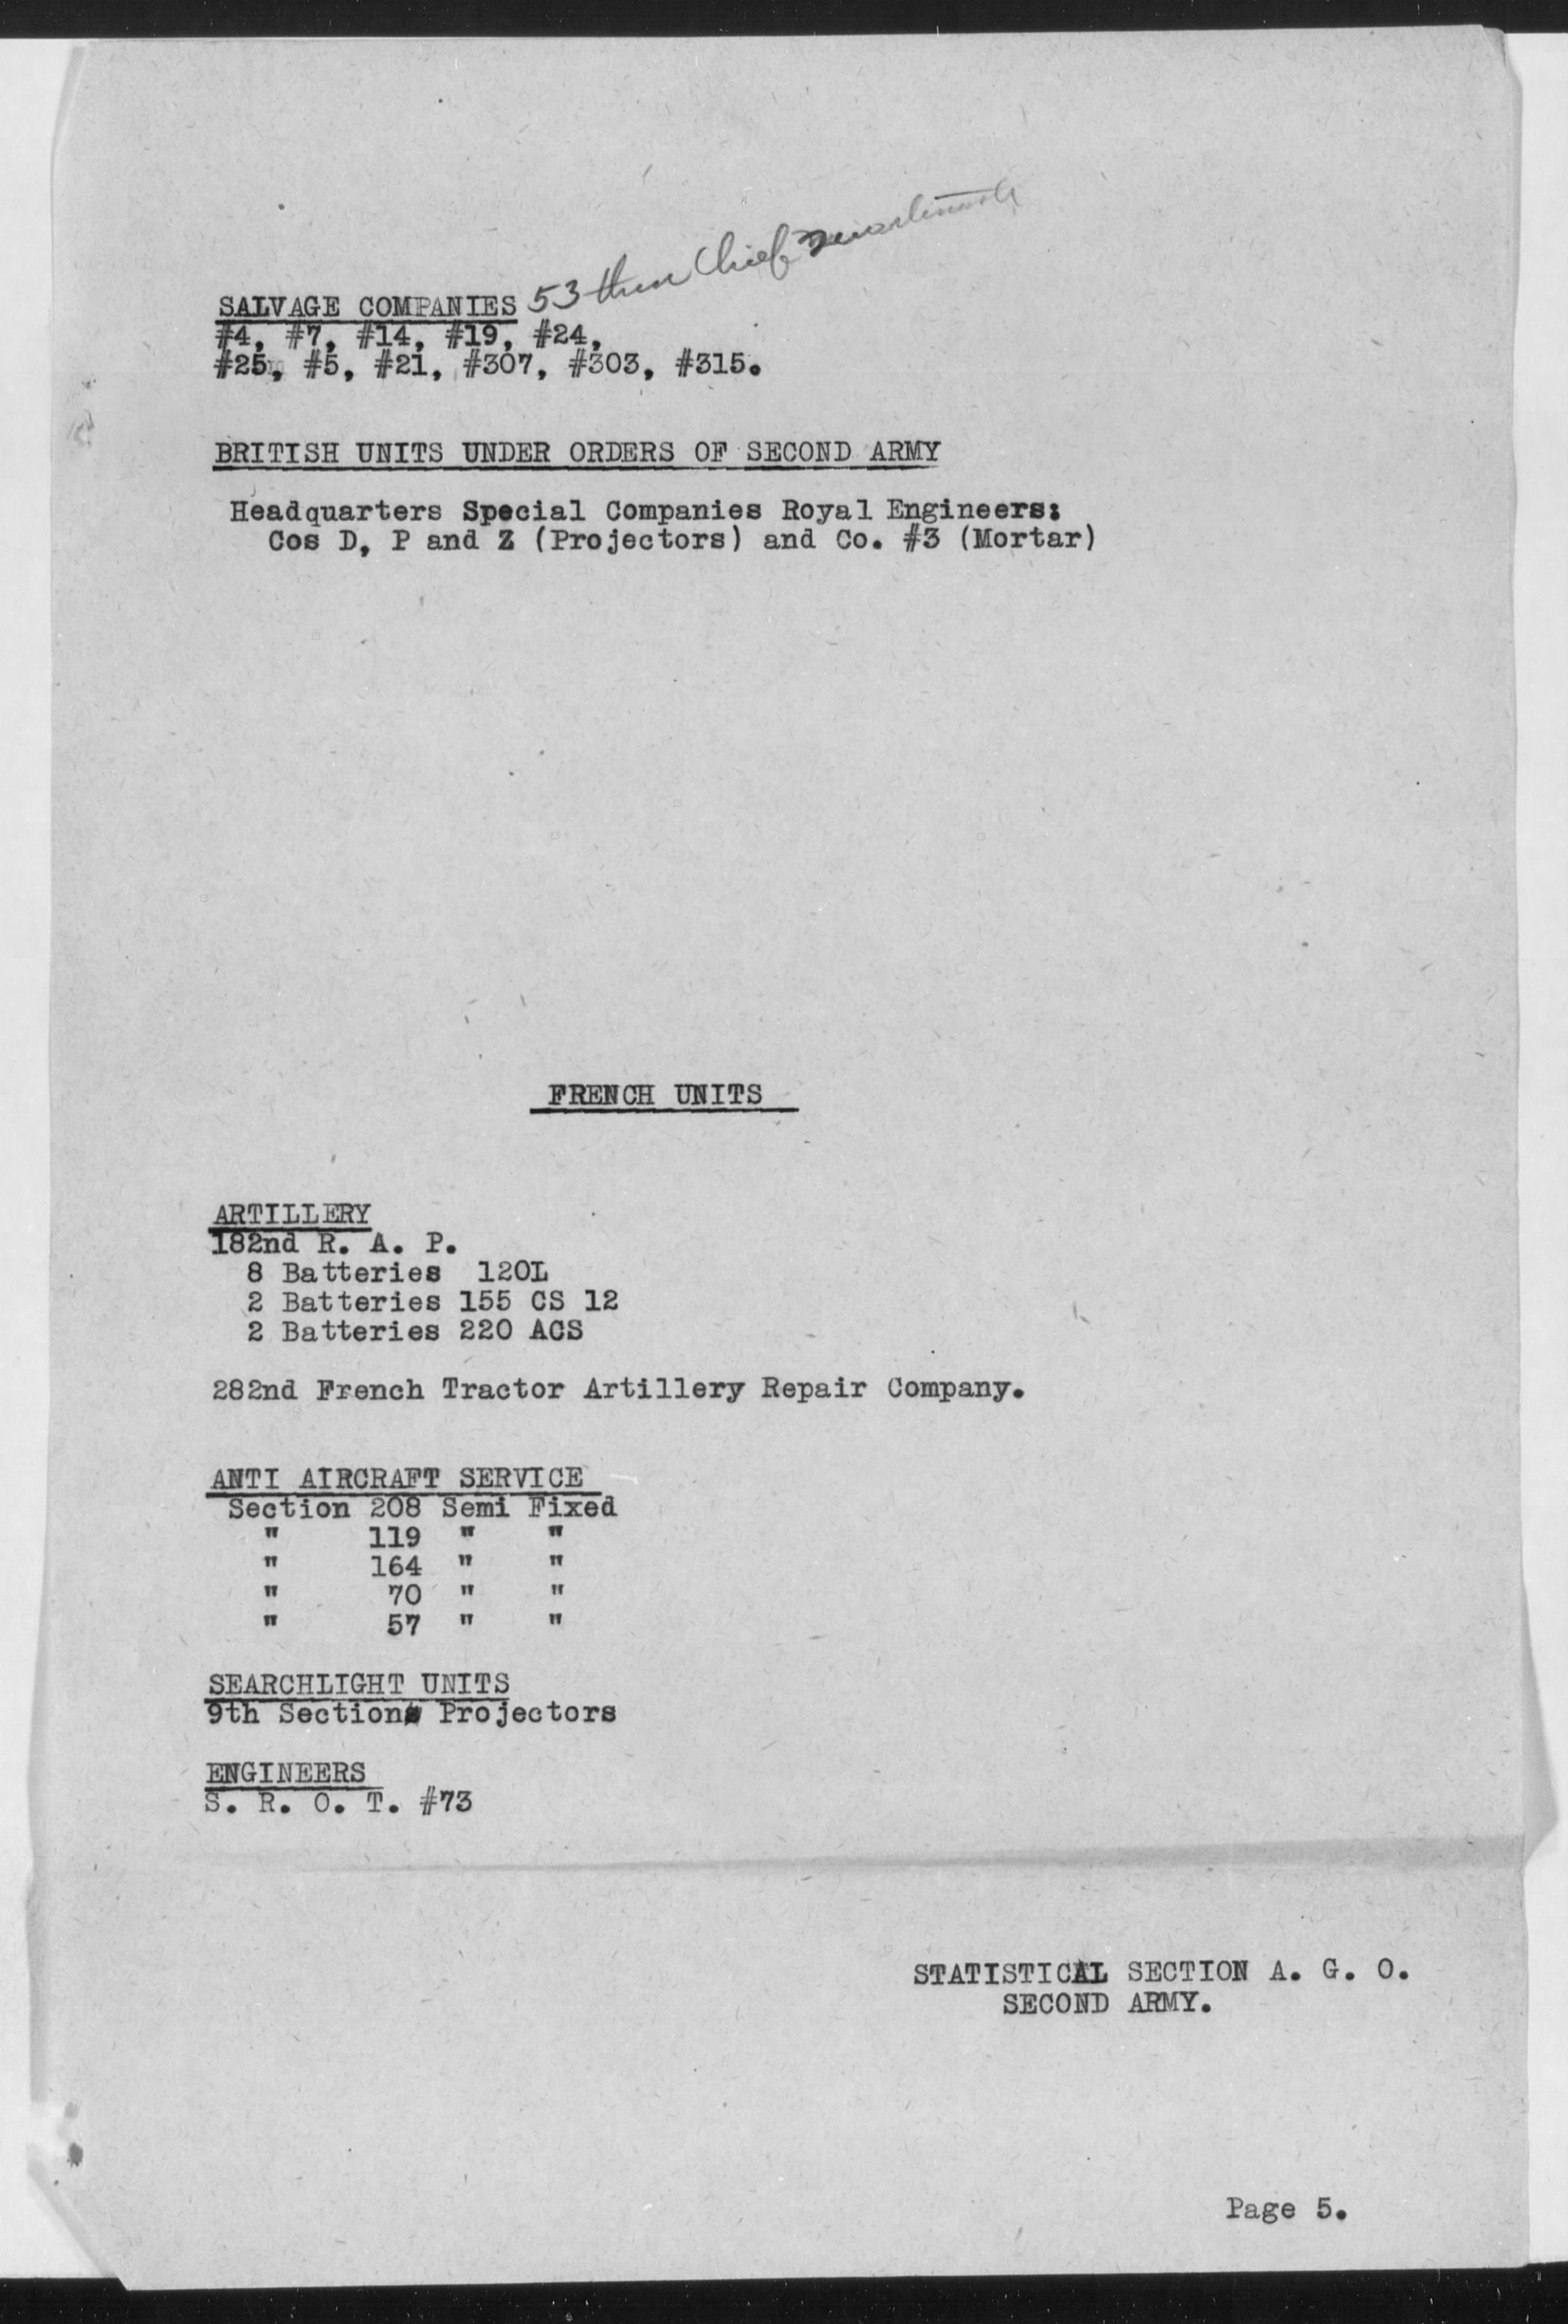 SALVAGE COMPANIES 53 thru Chief
#4, #7, #14, #19, #24,
#25, #5, #21, #307, #303, #315.
BRITISH UNITS UNDER ORDERS OF SECOND ARMY
Headquarters Special Companies Royal Engineers:
Cos D, P and Z (Projectors) and Co. #3 (Mortar)
FRENCH UNITS
ARTILLERY
182nd R. A. P.
8 Batteries 120L
2 Batteries 155 CS 12
2 Batteries 220 ACS
282nd French Tractor Artillery Repair Company.
ANTI AIRCRAFT SERVICE
Section 208 Semi Fixed
" 119 " "
" 164 " "
" 70 " "
" 57 " "
SEARCHLIGHT UNITS
9th Section Projectors
ENGINEERS
S. R. O. T. #73
STATISTICAL SECTION A. G. O.
SECOND ARMY.
Page 5.